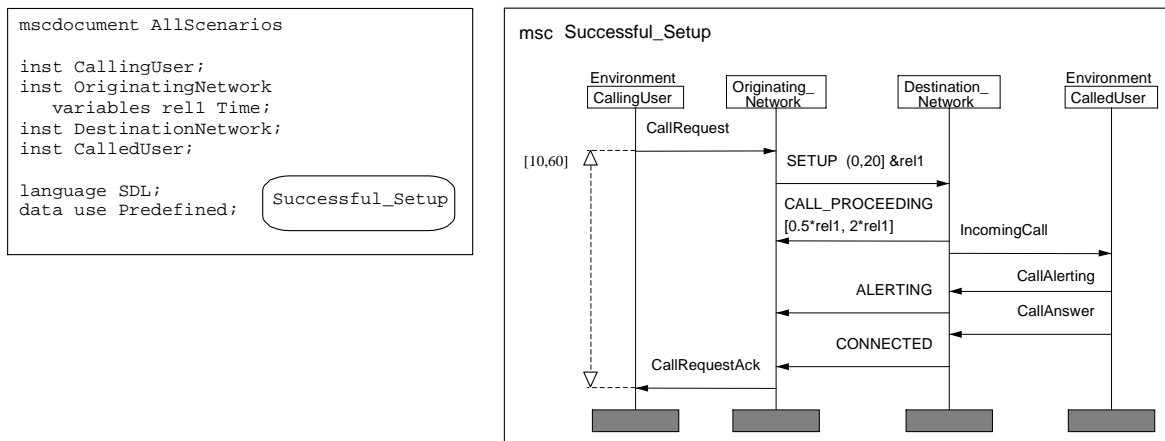 mscdocument AllScenarios
inst CallingUser;
inst OriginatingNetwork
variables rel1 Time;
inst DestinationNetwork;
inst CalledUser;
language SDL;
data use Predefined;
Successful_Setup
msc Successful_Setup
Environment
CallingUser
Originating_
Network
Destination_
Network
Environment
CalledUser
CallRequest
[10,60]
SETUP (0,20] &rel1
CALL_PROCEEDING
[0.5*rel1, 2*rel1]
IncomingCall
CallAlerting
ALERTING
CallAnswer
CONNECTED
CallRequestAck